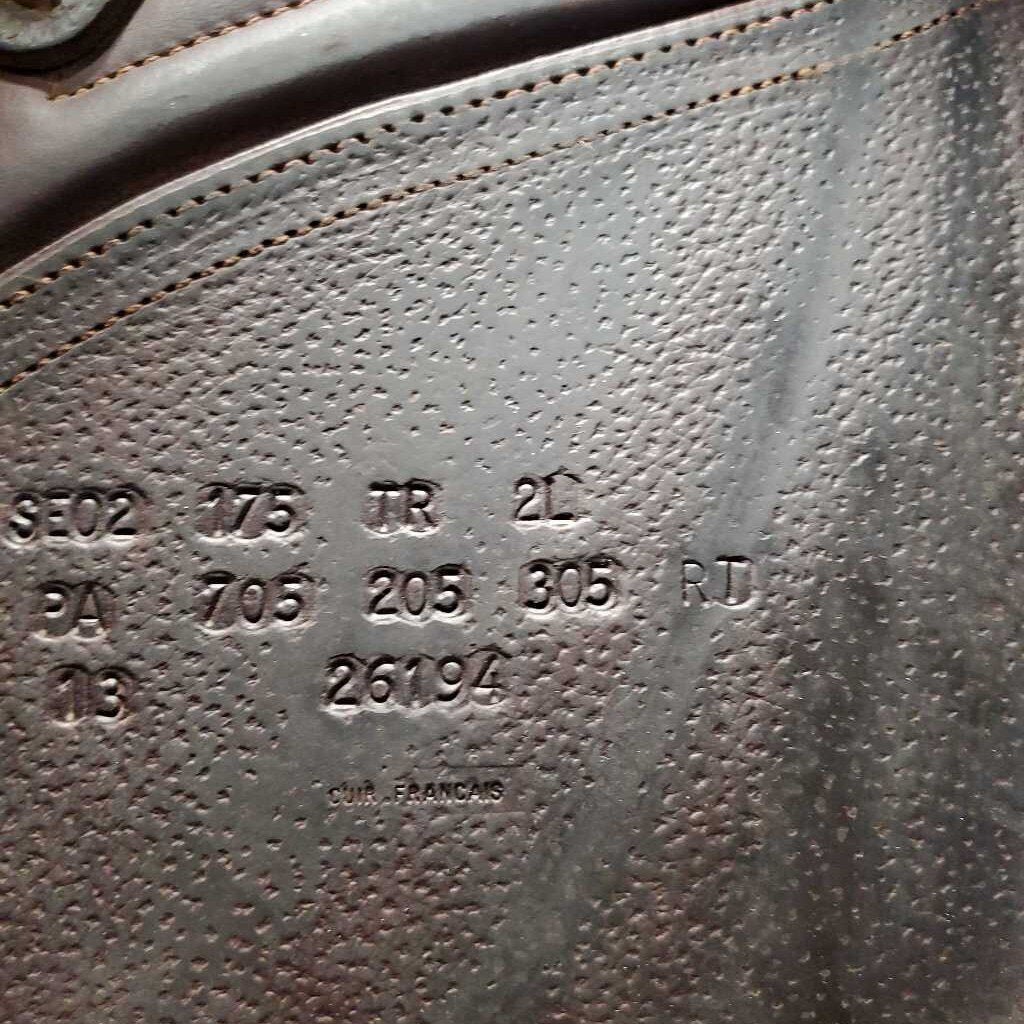 SE02 175 TR 2L
PA 705 205 305 RT
13 26194
CUIR FRANCAIS